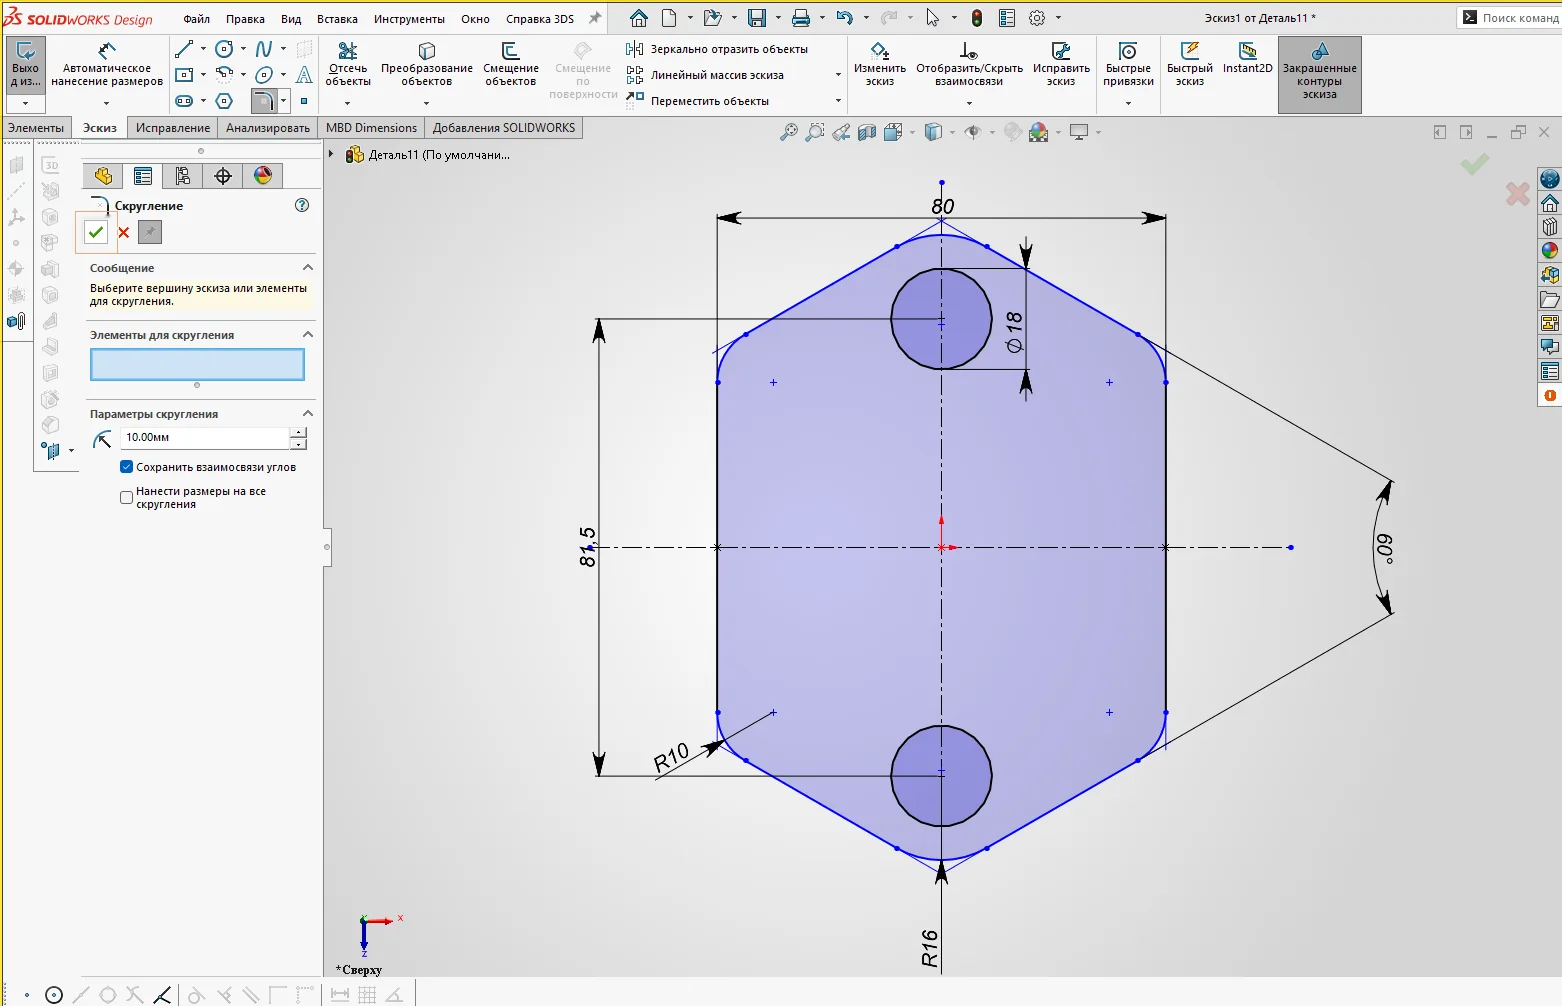 SOLIDWORKS Design
Файл Правка Вид Вставка Инструменты Окно Справка 3DS
Эскиз1 от Деталь11 *
Поиск команд
Выхо
д из...
Автоматическое
нанесение размеров
Отсечь
объекты
Преобразование
объектов
Смещение
объектов
Смещение
по
поверхности
Зеркально отразить объекты
Линейный массив эскиза
Переместить объекты
Изменить
эскиз
Отобразить/Скрыть
взаимосвязи
Исправить
эскиз
Быстрые
привязки
Быстрый
эскиз
Instant2D
Закрашенные
контуры
эскиза
Элементы Эскиз Исправление Анализировать MBD Dimensions Добавления SOLIDWORKS
Деталь11 (По умолчани...
3D
Скругление
Сообщение
Выберите вершину эскиза или элементы
для скругления.
Элементы для скругления
Параметры скругления
10.00мм
Сохранить взаимосвязи углов
Нанести размеры на все
скругления
80
∅18
81,5
60°
R10
R16
Y
X
Z
*Сверху